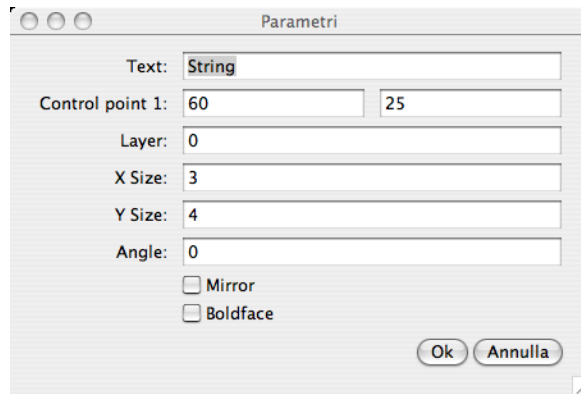 Parametri
Text: String
Control point 1: 60 25
Layer: 0
X Size: 3
Y Size: 4
Angle: 0
Mirror
Boldface
Ok Annulla